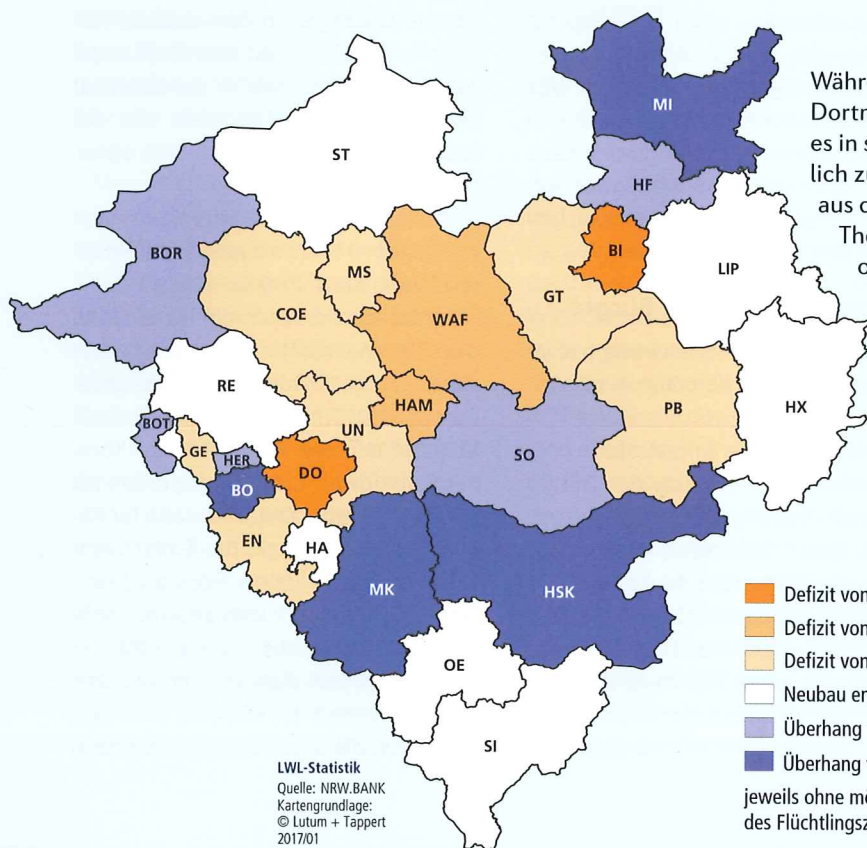 Währ
Dortm
es in s
lich zu
aus d
The
MI
ST
HF
BOR
MS
BI
LIP
COE
WAF
GT
RE
HAM
PB
HX
UN
BOT
GE
HER
DO
SO
BO
EN
HA
MK
HSK
OE
SI
Defizit von
Defizit von
Defizit von
Neubau en
Überhang
Überhang
jeweils ohne mö
des Flüchtlingsz
LWL-Statistik
Quelle: NRW.BANK
Kartengrundlage:
© Lutum + Tappert
2017/01